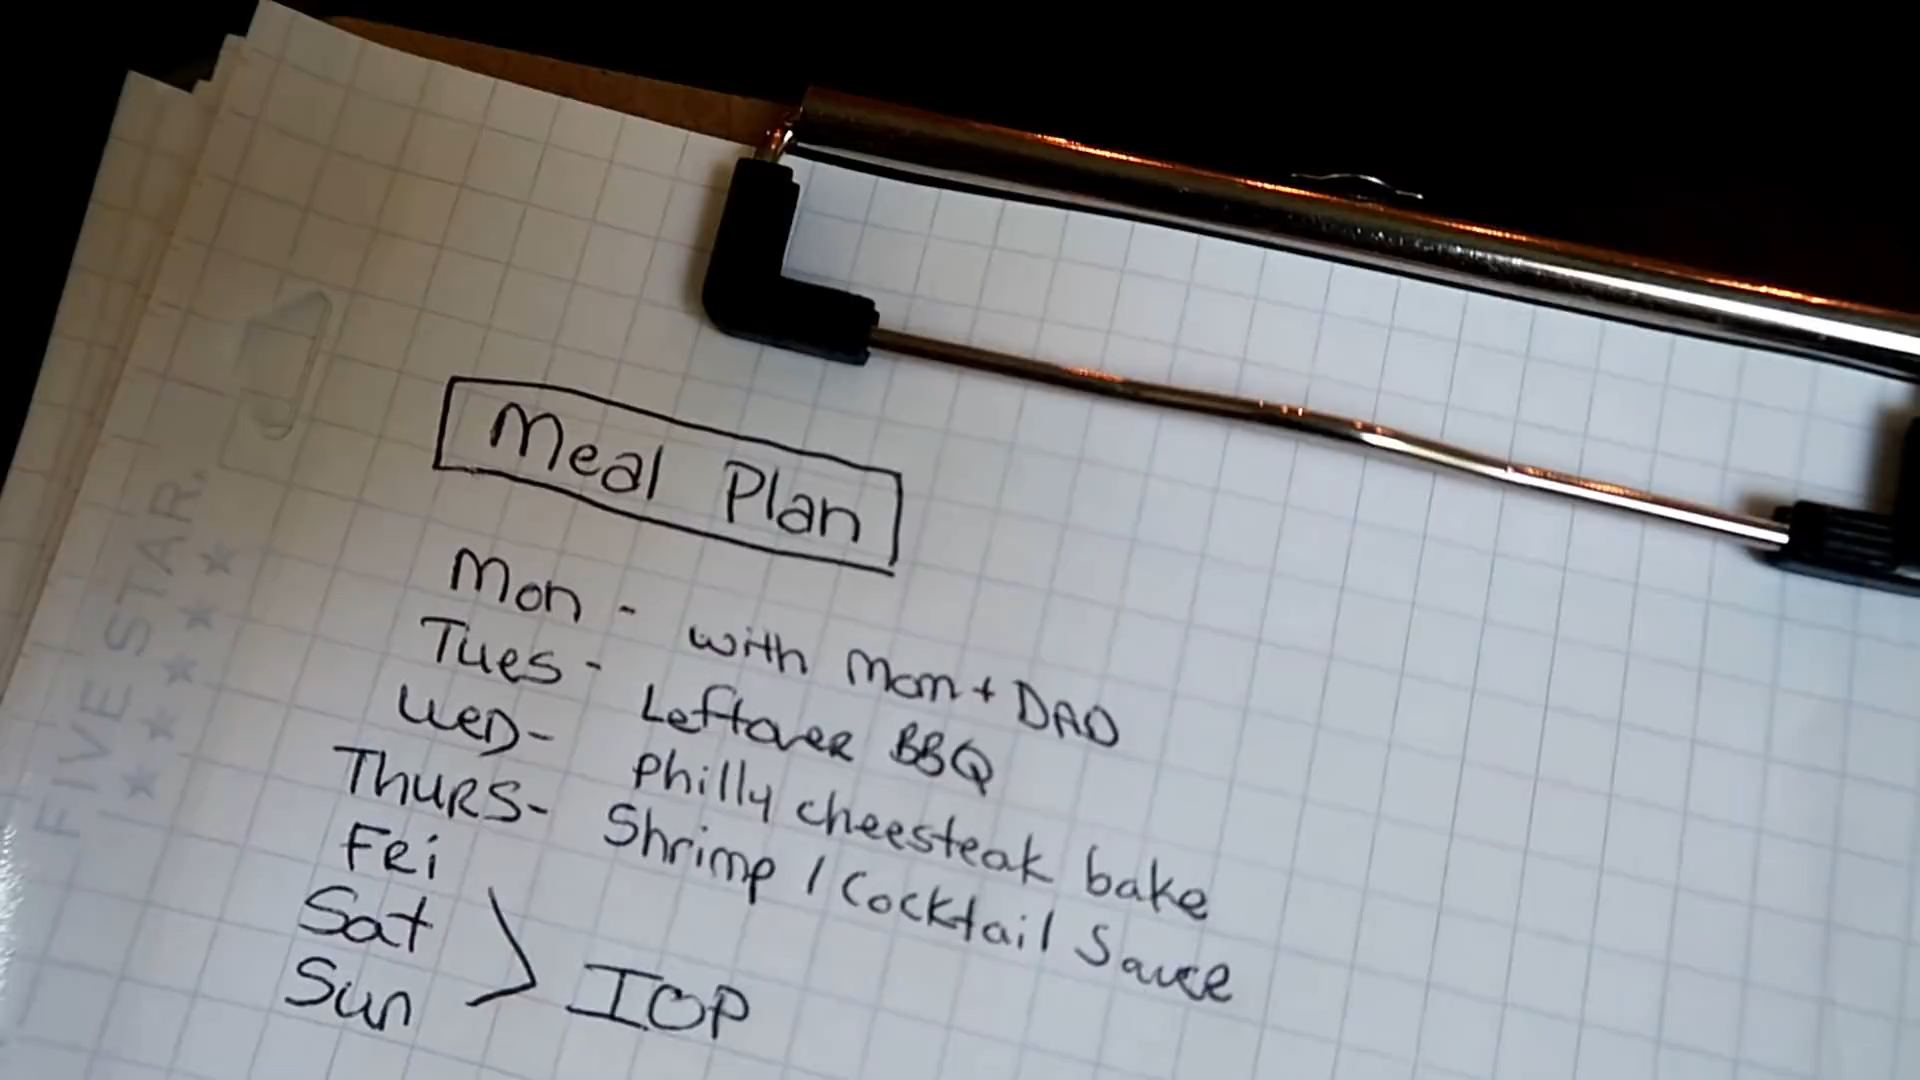 Meal Plan
Mon - with Mom + DAD
Tues - Leftover BBQ
WED - Philly cheesteak bake
THURS - Shrimp / Cocktail Sauce
FRi
Sat
Sun > IOP
FIVE STAR